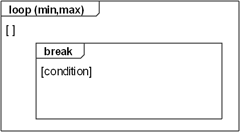 loop (min,max)
[ ]
break
[condition]